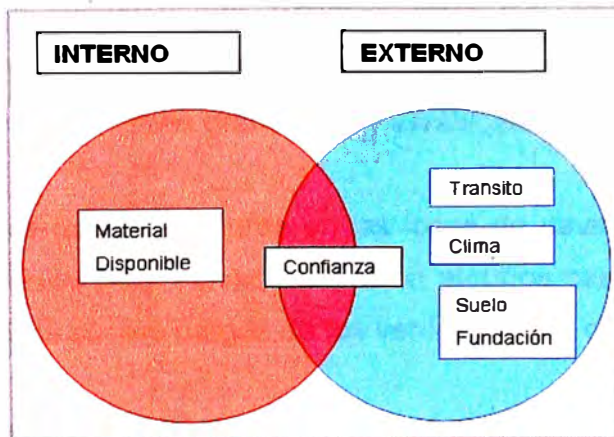 INTERNO
EXTERNO
Material
Disponible
Confianza
Transito
Clima
Suelo
Fundación